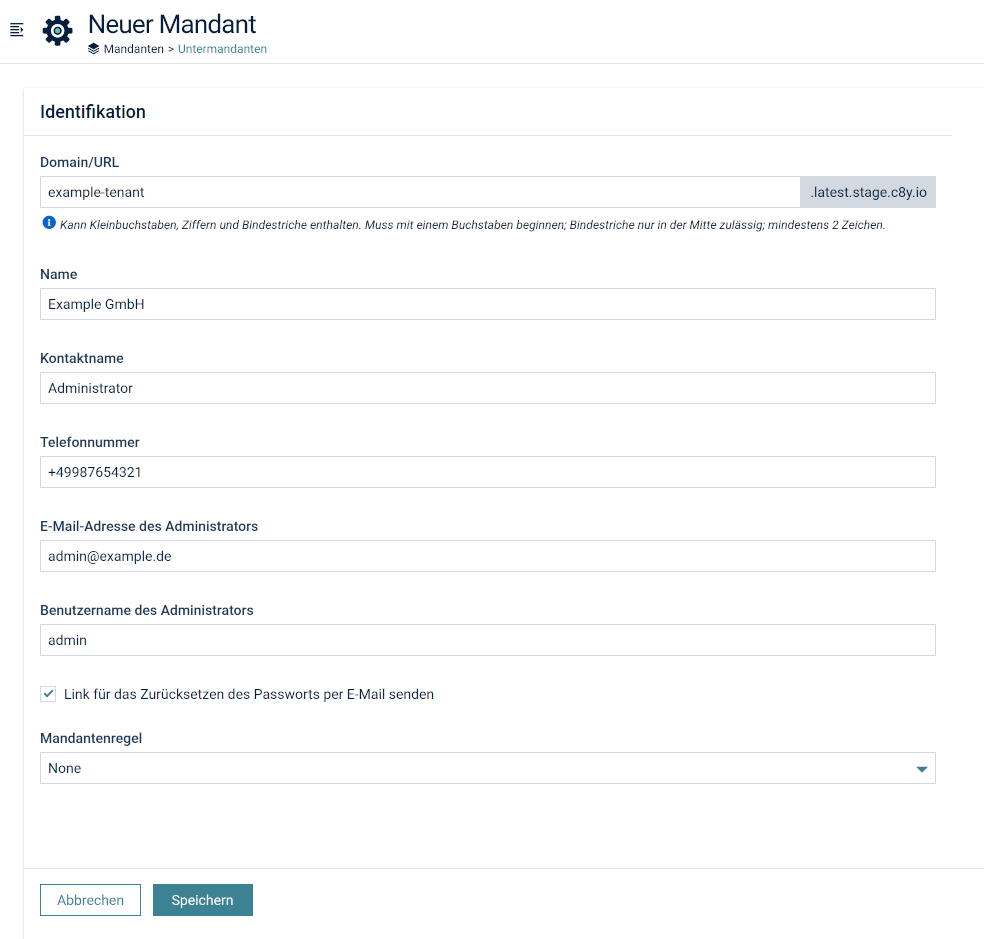 Neuer Mandant
Mandanten > Untermandanten
Identifikation
Domain/URL
example-tenant .latest.stage.c8y.io
Kann Kleinbuchstaben, Ziffern und Bindestriche enthalten. Muss mit einem Buchstaben beginnen; Bindestriche nur in der Mitte zulässig; mindestens 2 Zeichen.
Name
Example GmbH
Kontaktname
Administrator
Telefonnummer
+49987654321
E-Mail-Adresse des Administrators
admin@example.de
Benutzername des Administrators
admin
Link für das Zurücksetzen des Passworts per E-Mail senden
Mandantenregel
None
Abbrechen Speichern